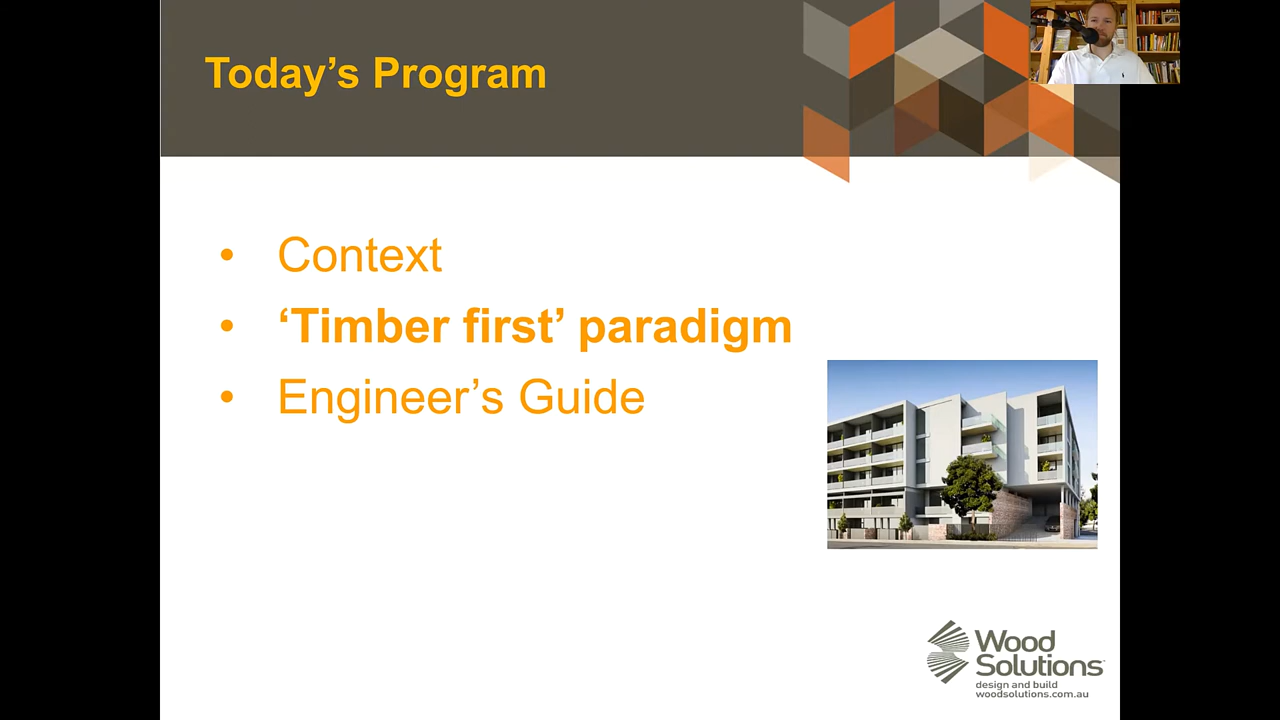 Today's Program
• Context
• ‘Timber first’ paradigm
• Engineer’s Guide
Wood
Solutions
design and build
woodsolutions.com.au